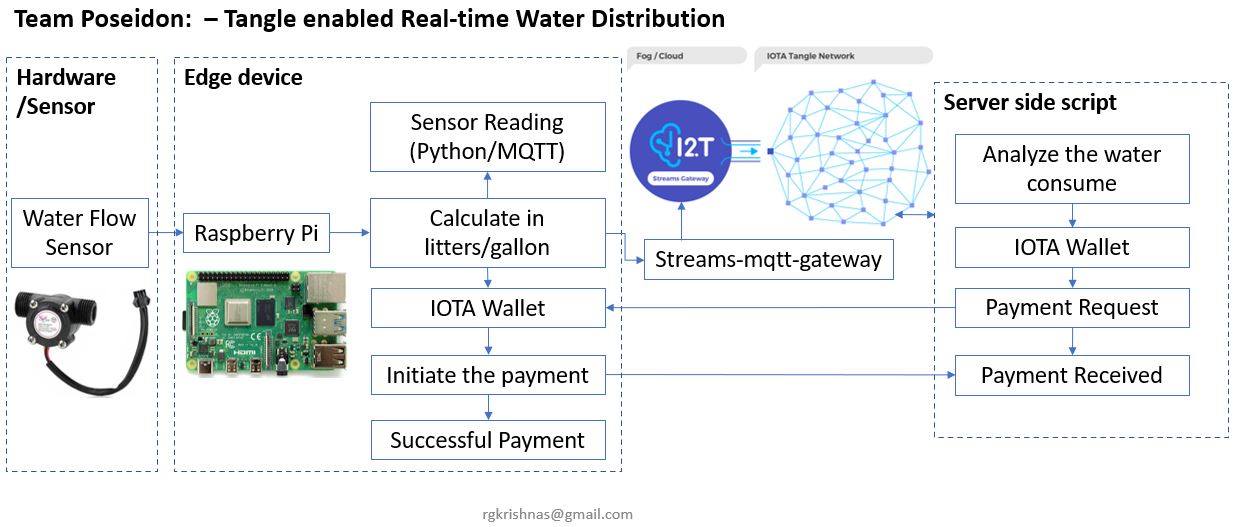 Team Poseidon:  – Tangle enabled Real-time Water Distribution
Hardware
/Sensor
Water Flow
Sensor
Edge device
Raspberry Pi
Sensor Reading
(Python/MQTT)
Calculate in
litters/gallon
IOTA Wallet
Initiate the payment
Successful Payment
Fog / Cloud
IOTA Tangle Network
I2.T
Streams Gateway
Streams-mqtt-gateway
Server side script
Analyze the water
consume
IOTA Wallet
Payment Request
Payment Received
HDMI
rgkrishnas@gmail.com